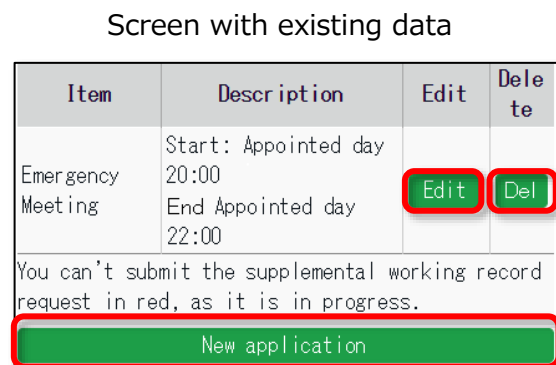 Screen with existing data
Item Description Edit Dele
te
Emergency
Meeting
Start: Appointed day
20:00
End Appointed day
22:00
Edit Del
You can't submit the supplemental working record
request in red, as it is in progress.
New application